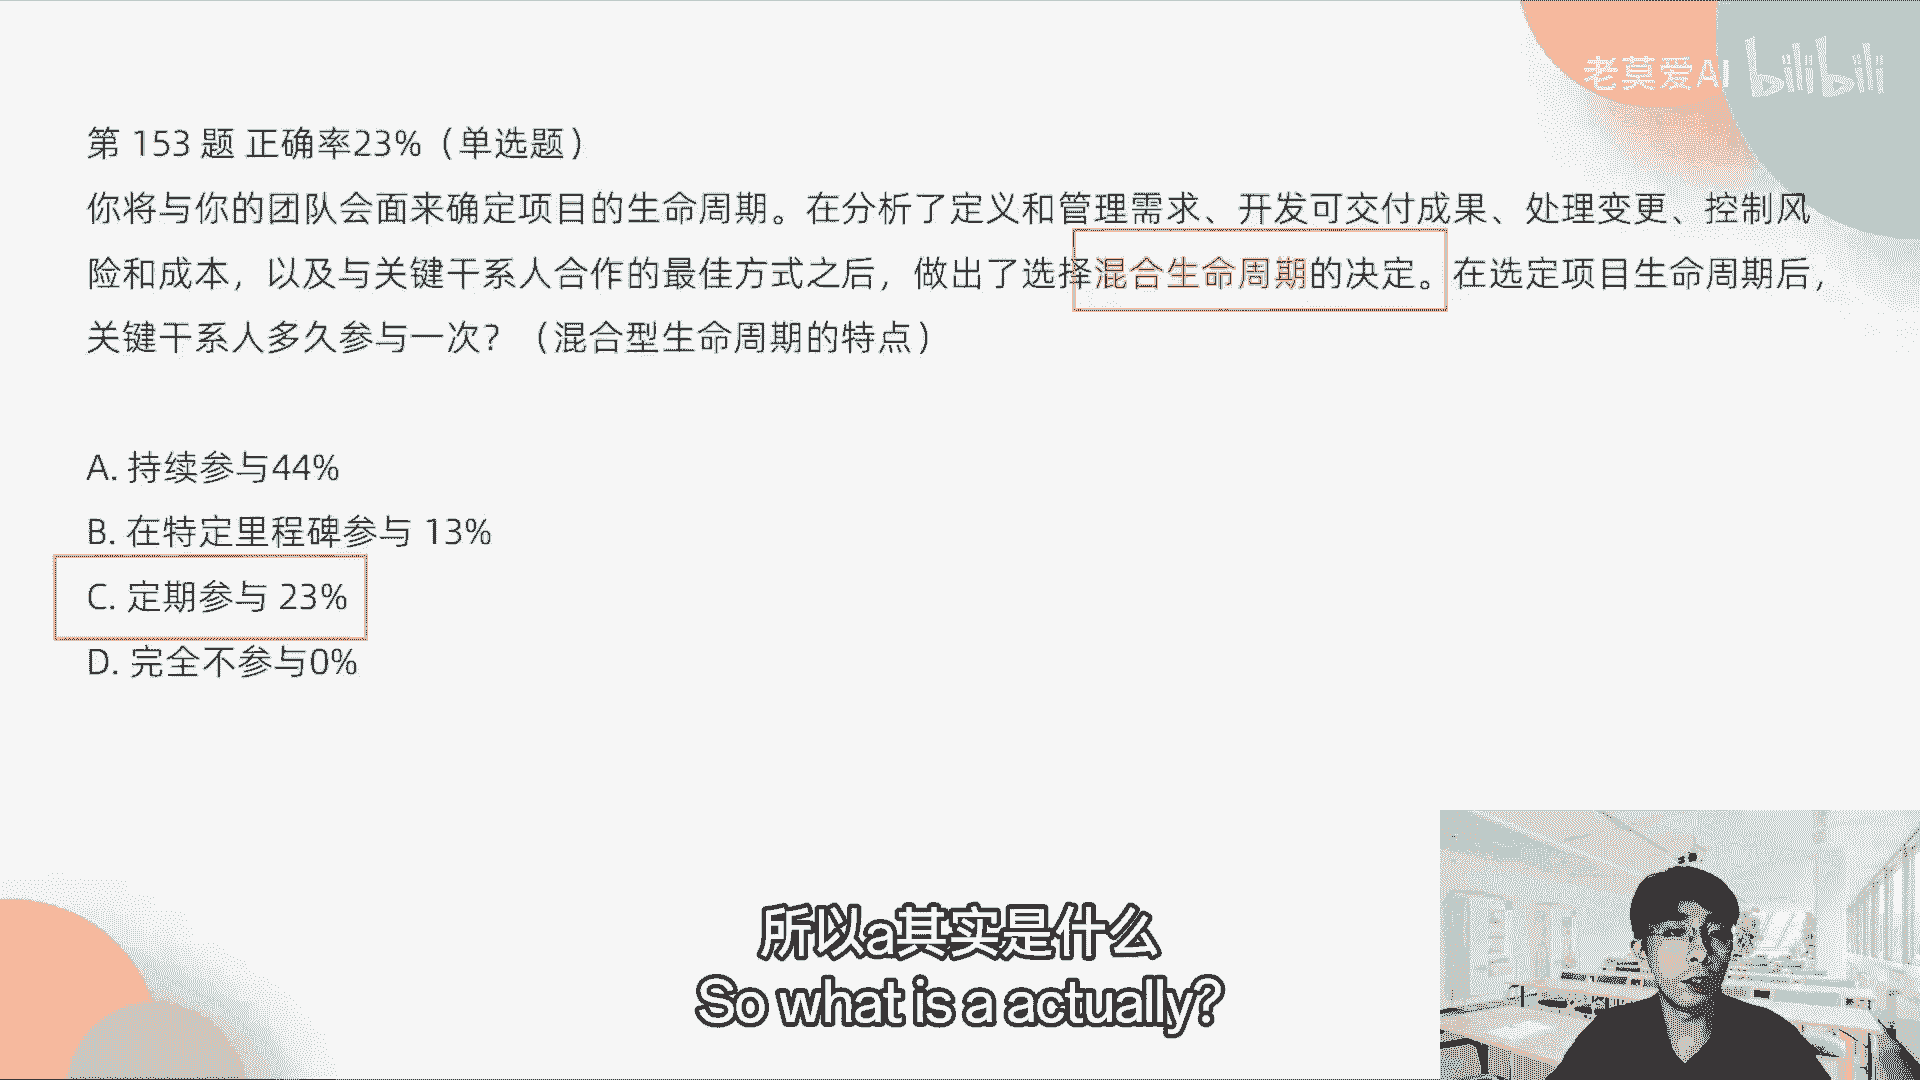 老莫爱AI bilibili
第 153 题 正确率23%（单选题）
你将与你的团队会面来确定项目的生命周期。在分析了定义和管理需求、开发可交付成果、处理变更、控制风
险和成本，以及与关键干系人合作的最佳方式之后，做出了选择混合生命周期的决定。在选定项目生命周期后，
关键干系人多久参与一次？（混合型生命周期的特点）
A. 持续参与44%
B. 在特定里程碑参与 13%
C. 定期参与 23%
D. 完全不参与0%
所以a其实是什么
So what is a actually?